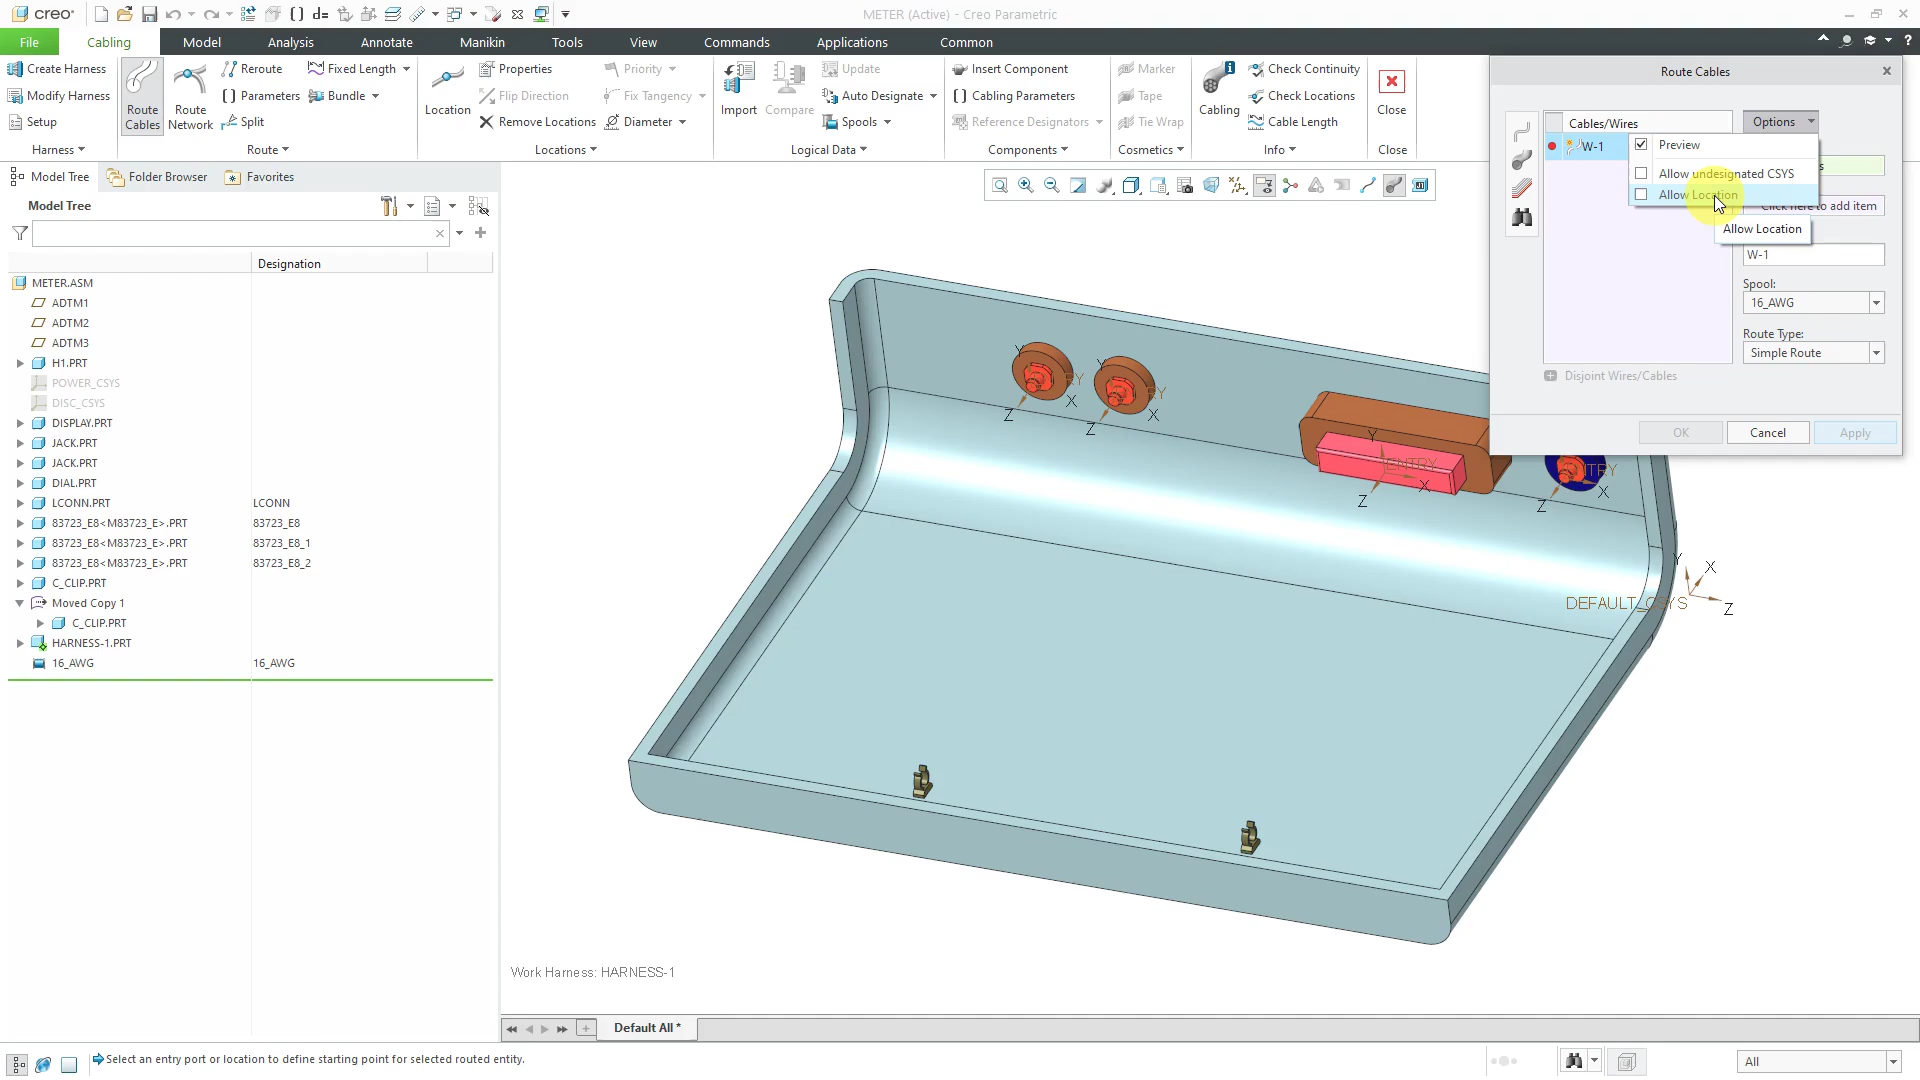 creo
METER (Active) - Creo Parametric
File
Cabling
Model
Analysis
Annotate
Manikin
Tools
View
Commands
Applications
Common
Create Harness
Modify Harness
Setup
Harness
Route Cables
Route Network
Reroute
Parameters
Split
Fixed Length
Bundle
Route
Location
Properties
Flip Direction
Remove Locations
Priority
Fix Tangency
Diameter
Locations
Import
Compare
Update
Auto Designate
Spools
Logical Data
Insert Component
Cabling Parameters
Reference Designators
Components
Marker
Tape
Tie Wrap
Cosmetics
Cabling
Check Continuity
Check Locations
Cable Length
Info
Close
Close
Route Cables
Cables/Wires
Options
W-1
Preview
Allow undesignated CSYS
Allow Location
Click here to add item
Allow Location
W-1
Spool:
16_AWG
Route Type:
Simple Route
Disjoint Wires/Cables
OK
Cancel
Apply
Model Tree
Folder Browser
Favorites
Model Tree
Designation
METER.ASM
ADTM1
ADTM2
ADTM3
H1.PRT
POWER_CSYS
DISC_CSYS
DISPLAY.PRT
JACK.PRT
JACK.PRT
DIAL.PRT
LCONN.PRT LCONN
83723_E8<M83723_E>.PRT 83723_E8
83723_E8<M83723_E>.PRT 83723_E8_1
83723_E8<M83723_E>.PRT 83723_E8_2
C_CLIP.PRT
Moved Copy 1
C_CLIP.PRT
HARNESS-1.PRT
16_AWG 16_AWG
Y
RY
X
Z
Y
RY
X
Z
Y
ENTRY
X
Z
NTRY
X
Z
Y
X
DEFAULT_CSYS
Z
Work Harness: HARNESS-1
Default All *
Select an entry port or location to define starting point for selected routed entity.
All